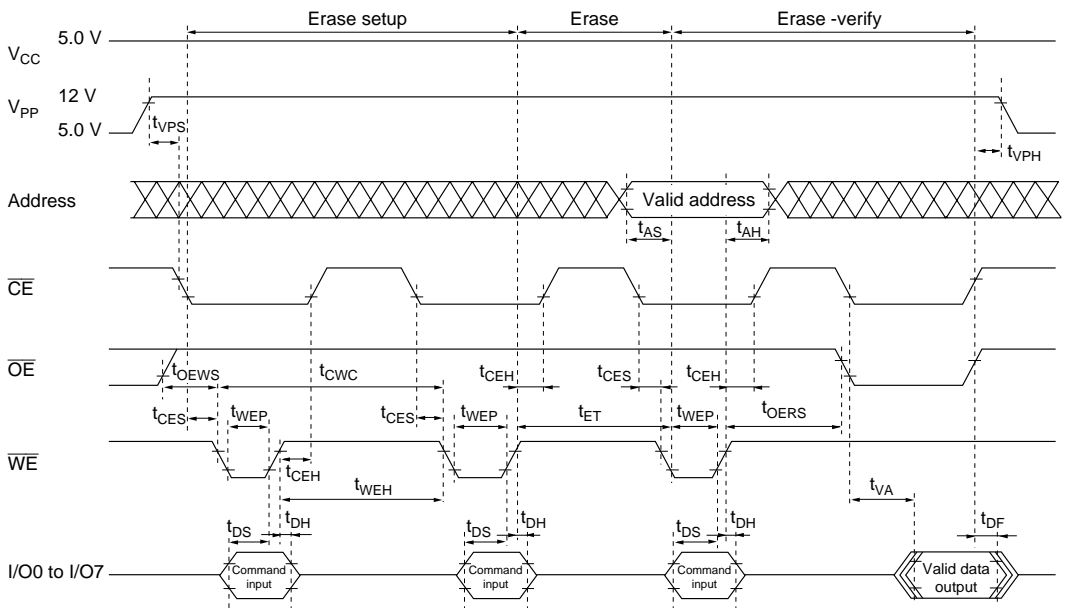 Erase setup Erase Erase -verify
5.0 V
VCC
12 V
VPP
5.0 V
tVPS
tVPH
Address
Valid address
tAS tAH
CE
OE
tOEWS tCWC tCEH tCES tCEH
tCES tWEP tCES tWEP tET tWEP tOERS
WE
tCEH
tWEH
tVA
tDS tDH tDS tDH tDS tDH tDF
I/O0 to I/O7
Command input
Command input
Command input
Valid data output